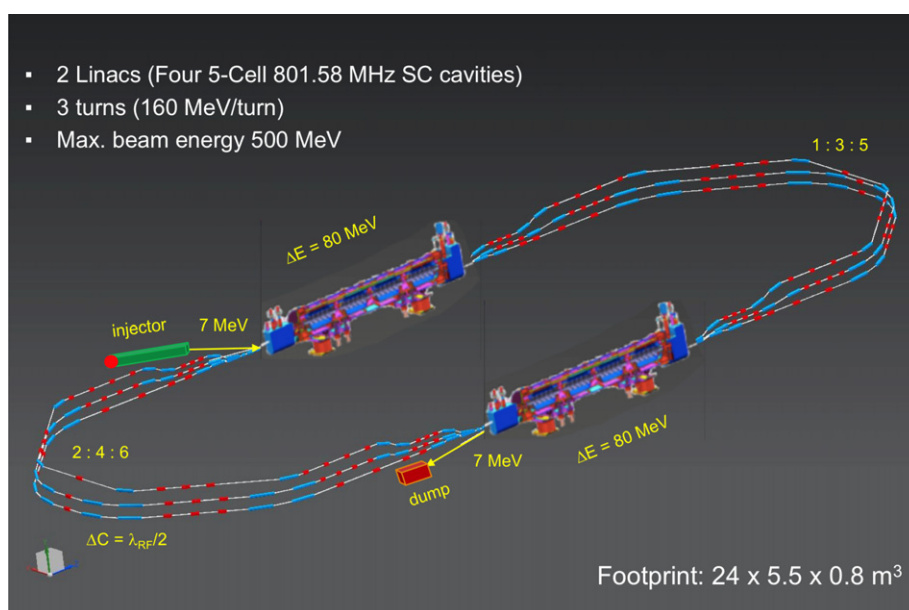 ▪ 2 Linacs (Four 5-Cell 801.58 MHz SC cavities)
▪ 3 turns (160 MeV/turn)
▪ Max. beam energy 500 MeV
1 : 3 : 5
ΔE = 80 MeV
injector
7 MeV
2 : 4 : 6
7 MeV
ΔE = 80 MeV
dump
ΔC = λRF/2
Footprint: 24 x 5.5 x 0.8 m³